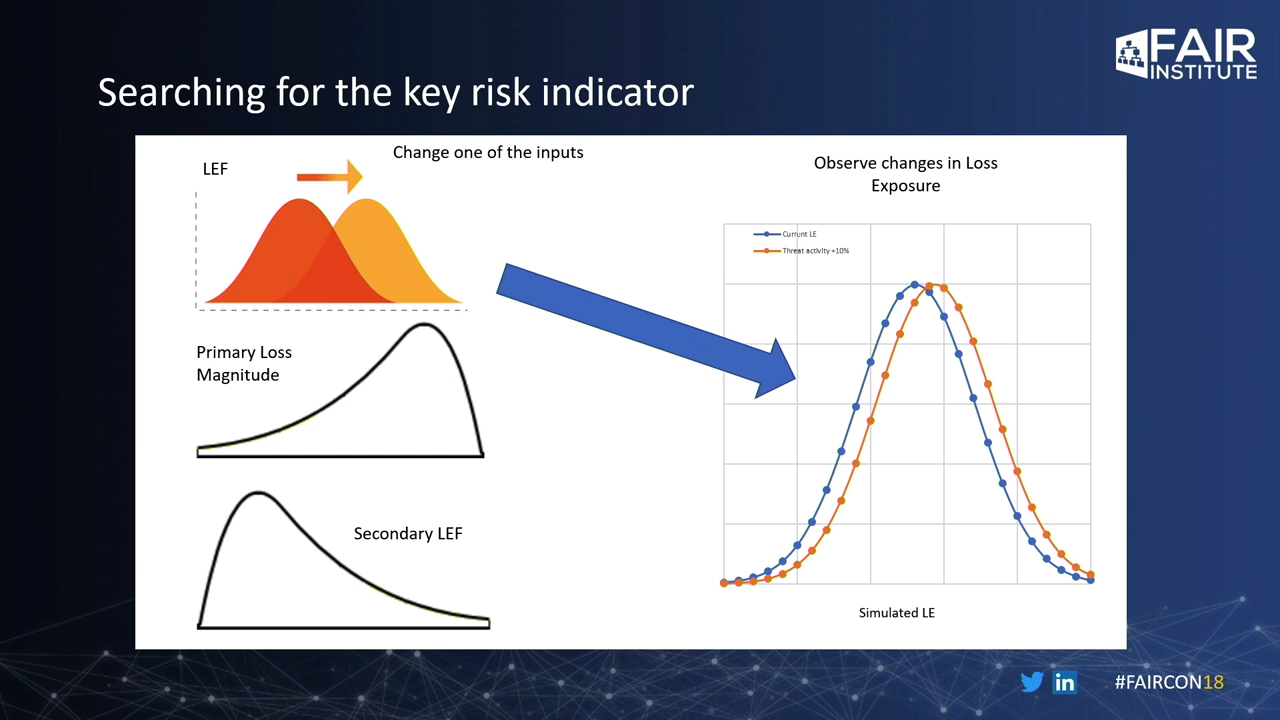 FAIR
INSTITUTE
Searching for the key risk indicator
Change one of the inputs
LEF
Observe changes in Loss
Exposure
Current LE
Threat activity +10%
Primary Loss
Magnitude
Secondary LEF
Simulated LE
#FAIRCON18